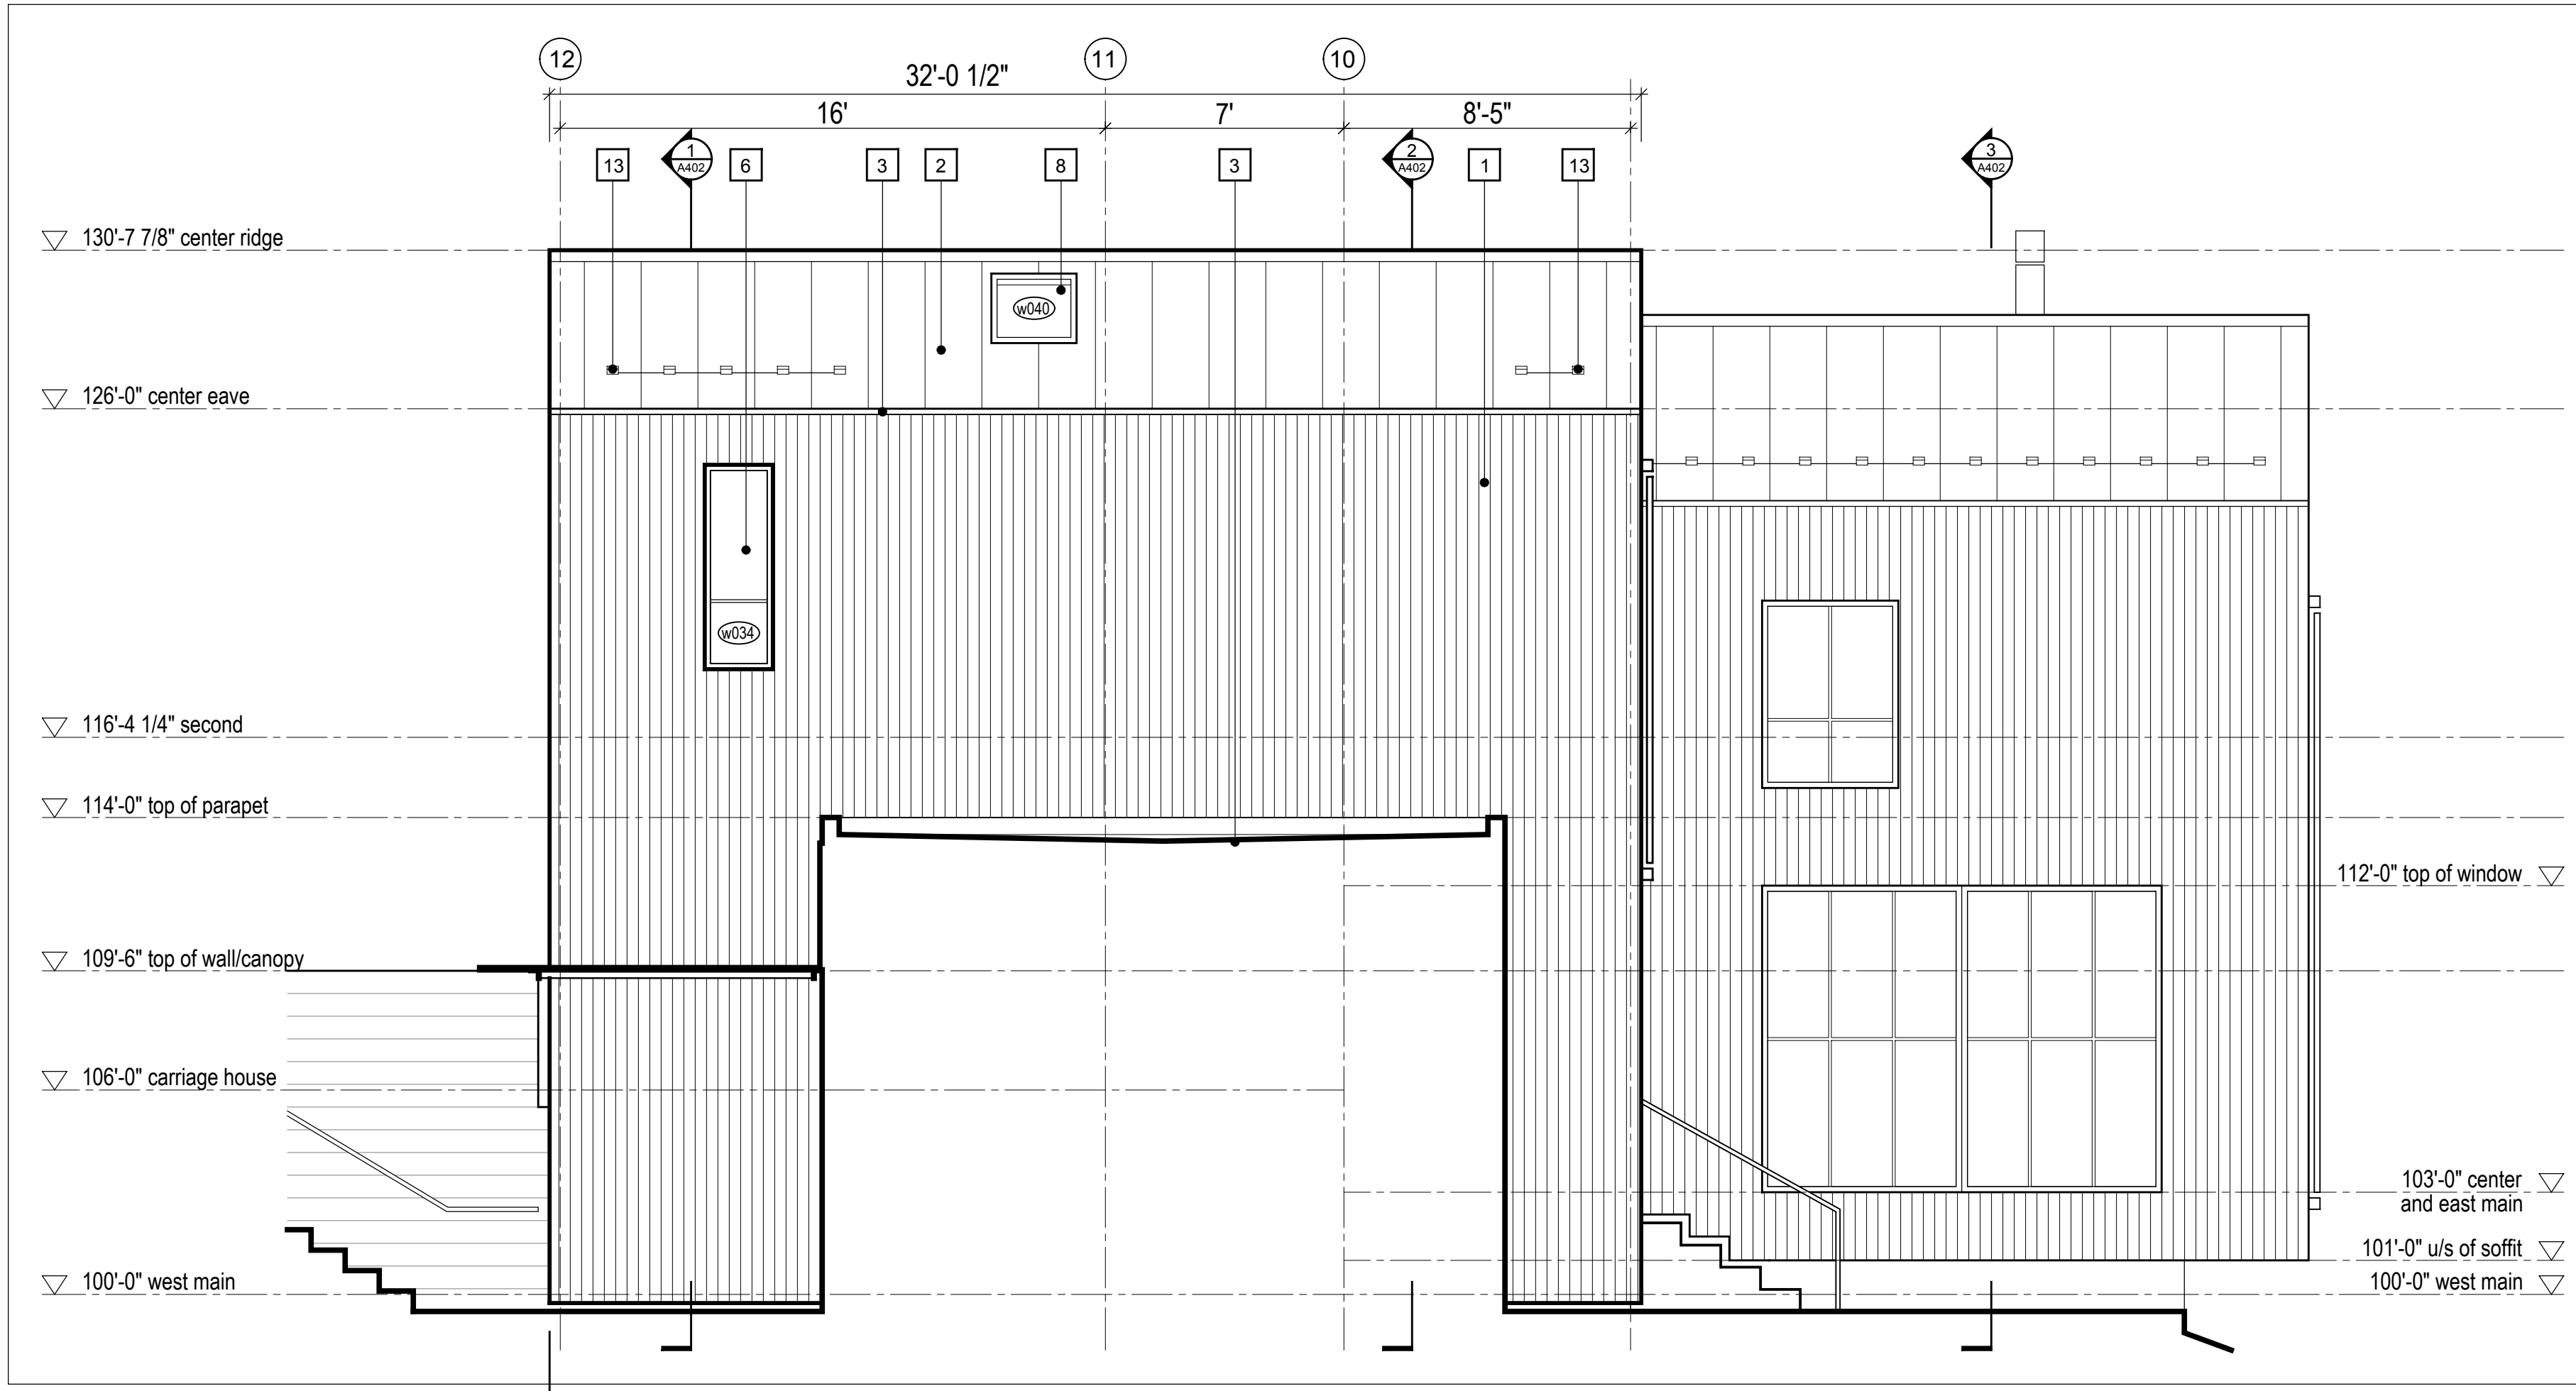 12
11
10
32'-0 1/2"
16'
7'
8'-5"
13
1
A402
6
3
2
8
3
2
A402
1
13
3
A402
130'-7 7/8" center ridge
w040
126'-0" center eave
w034
116'-4 1/4" second
114'-0" top of parapet
112'-0" top of window
109'-6" top of wall/canopy
106'-0" carriage house
103'-0" center
and east main
101'-0" u/s of soffit
100'-0" west main
100'-0" west main